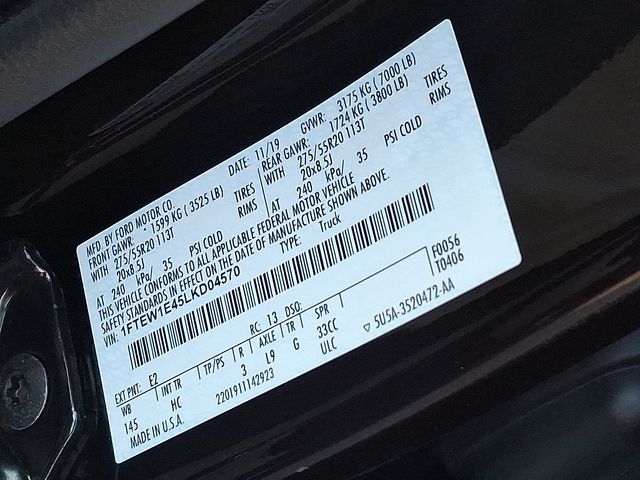 MFD. BY FORD MOTOR CO. DATE: 11/19 GVWR: 3175 KG ( 7000 LB)
FRONT GAWR: 1599 KG ( 3525 LB) REAR GAWR: 1724 KG ( 3800 LB)
WITH 275/55R20 113T TIRES WITH 275/55R20 113T TIRES
20x8.5J RIMS 20x8.5J RIMS
AT 240 kPa/ 35 PSI COLD AT 240 kPa/ 35 PSI COLD
THIS VEHICLE CONFORMS TO ALL APPLICABLE FEDERAL MOTOR VEHICLE
SAFETY STANDARDS IN EFFECT ON THE DATE OF MANUFACTURE SHOWN ABOVE.
VIN: 1FTEW1E45LKD04570 TYPE: Truck
F0056
T0406
EXT PNT: E2 RC: 13 DSO:
WB INT TR TP/PS R AXLE TR SPR
145 HC 3 L9 G 33CC
MADE IN U.S.A. 2201911142923 ULC ▽ 5U5A-3520472-AA